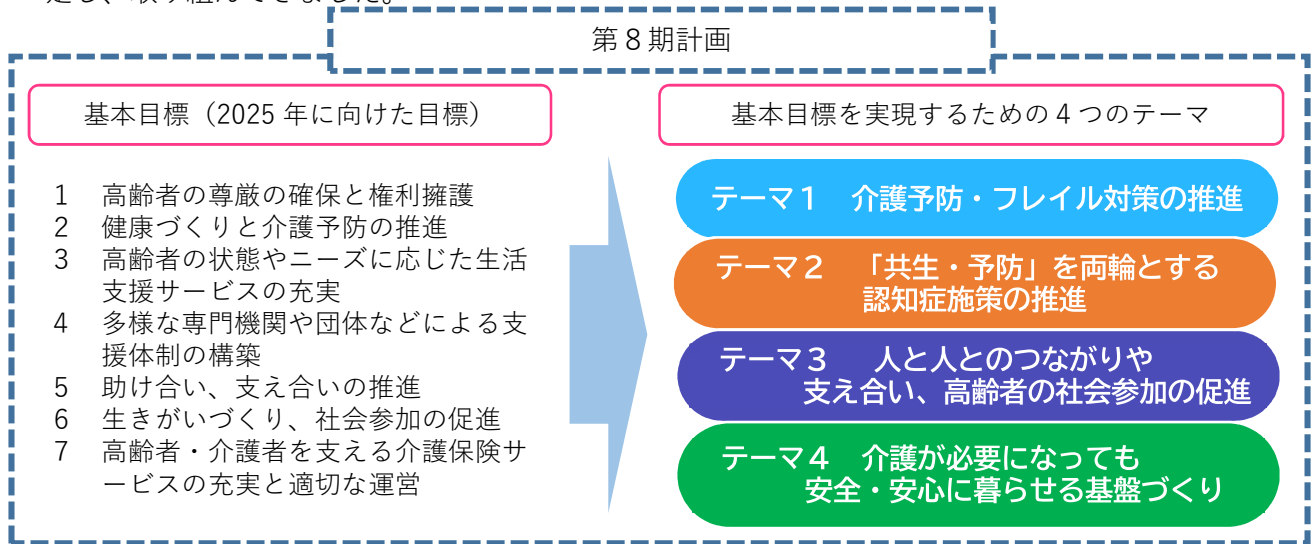 第８期計画
基本目標（2025 年に向けた目標）
1 高齢者の尊厳の確保と権利擁護
2 健康づくりと介護予防の推進
3 高齢者の状態やニーズに応じた生活
支援サービスの充実
4 多様な専門機関や団体などによる支
援体制の構築
5 助け合い、支え合いの推進
6 生きがいづくり、社会参加の促進
7 高齢者・介護者を支える介護保険サ
ービスの充実と適切な運営
基本目標を実現するための４つのテーマ
テーマ１ 介護予防・フレイル対策の推進
テーマ２ 「共生・予防」を両輪とする
認知症施策の推進
テーマ３ 人と人とのつながりや
支え合い、高齢者の社会参加の促進
テーマ４ 介護が必要になっても
安全・安心に暮らせる基盤づくり